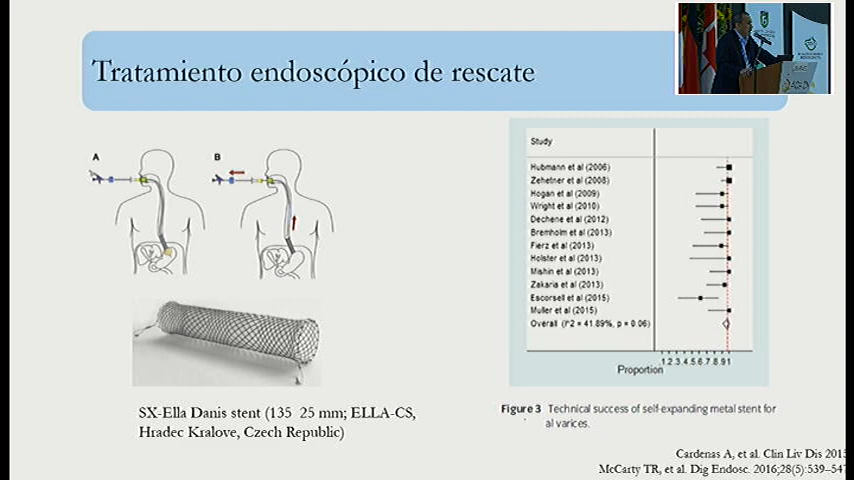 Tratamiento endoscópico de rescate
A
B
SX-Ella Danis stent (135 25 mm; ELLA-CS,
Hradec Kralove, Czech Republic)
Study
Hubmann et al (2006)
Zehetner et al (2008)
Hogan et al (2009)
Wright et al (2010)
Dechene et al (2012)
Bremholm et al (2013)
Fierz et al (2013)
Holster et al (2013)
Mishin et al (2013)
Zakaria et al (2013)
Escorsell et al (2015)
Muller et al (2015)
Overall (I^2 = 41.89%, p = 0.06)
.1.2.3.4.5.6.7.8.9 1
Proportion
Figure 3 Technical success of self-expanding metal stent for
al varices.
Cardenas A, et al. Clin Liv Dis 2015
McCarty TR, et al. Dig Endosc. 2016;28(5):539–547